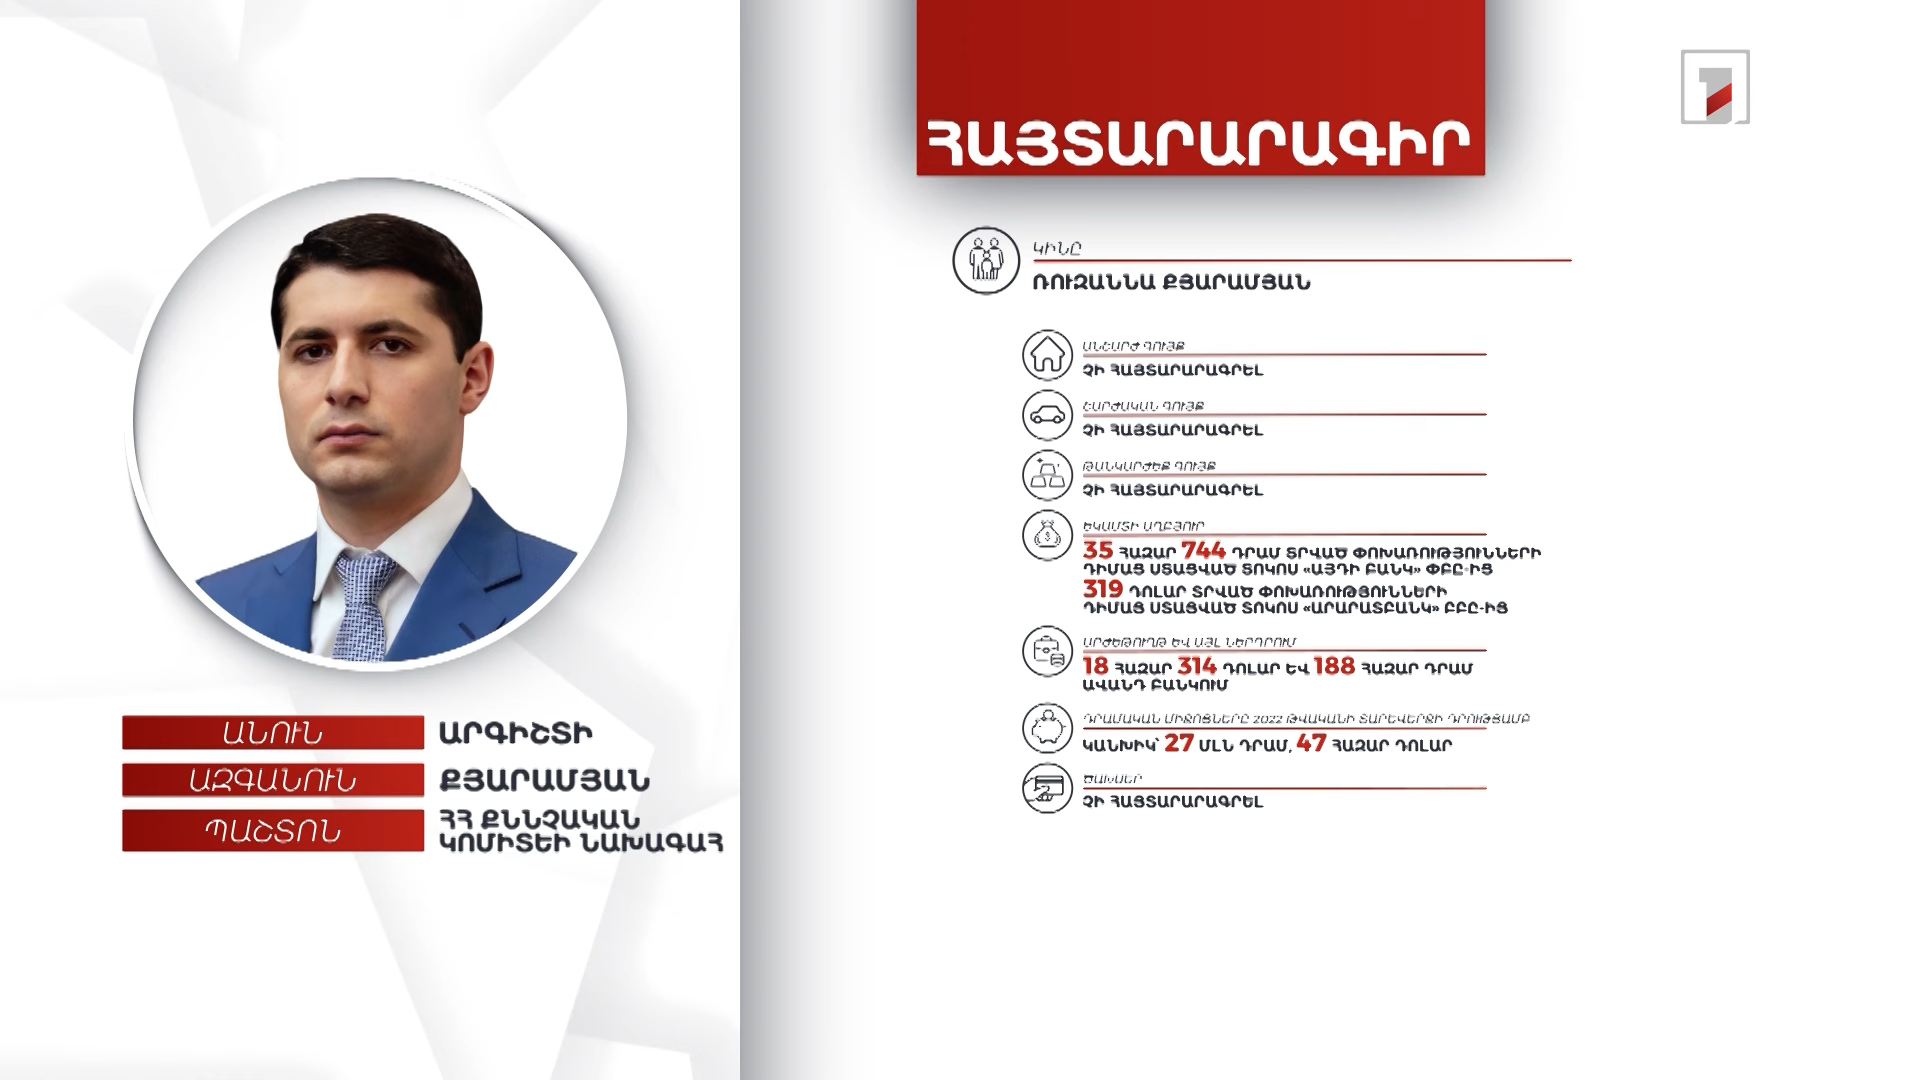 ՀԱՅՏԱՐԱՐԱԳԻՐ
ԿԻՆԸ
ՌՈՒԶԱՆՆԱ ՔՅԱՐԱՄՅԱՆ
ԱՆՇԱՐԺ ԳՈՒՅՔ
ՉԻ ՀԱՅՏԱՐԱՐԱԳՐԵԼ
ՇԱՐԺԱԿԱՆ ԳՈՒՅՔ
ՉԻ ՀԱՅՏԱՐԱՐԱԳՐԵԼ
ԹԱՆԿԱՐԺԵՔ ԳՈՒՅՔ
ՉԻ ՀԱՅՏԱՐԱՐԱԳՐԵԼ
ԵԿԱՄՏԻ ԱՂԲՅՈՒՐ
35 ՀԱԶԱՐ 744 ԴՐԱՄ ՏՐՎԱԾ ՓՈԽԱՌՈՒԹՅՈՒՆՆԵՐԻ
ԴԻՄԱՑ ՍՏԱՑՎԱԾ ՏՈԿՈՍ «ԱՅԴԻ ԲԱՆԿ» ՓԲԸ-ԻՑ
319 ԴՈԼԱՐ ՏՐՎԱԾ ՓՈԽԱՌՈՒԹՅՈՒՆՆԵՐԻ
ԴԻՄԱՑ ՍՏԱՑՎԱԾ ՏՈԿՈՍ «ԱՐԱՐԱՏԲԱՆԿ» ԲԲԸ-ԻՑ
ԱՐԺԵԹՈՒՂԹ ԵՎ ԱՅԼ ՆԵՐԴՐՈՒՄ
18 ՀԱԶԱՐ 314 ԴՈԼԱՐ ԵՎ 188 ՀԱԶԱՐ ԴՐԱՄ
ԱՎԱՆԴ ԲԱՆԿՈՒՄ
ԴՐԱՄԱԿԱՆ ՄԻՋՈՑՆԵՐԸ 2022 ԹՎԱԿԱՆԻ ՏԱՐԵՎԵՐՋԻ ԴՐՈՒԹՅԱՄԲ
ԿԱՆԽԻԿ՝ 27 ՄԼՆ ԴՐԱՄ, 47 ՀԱԶԱՐ ԴՈԼԱՐ
ԾԱԽՍԵՐ
ՉԻ ՀԱՅՏԱՐԱՐԱԳՐԵԼ
ԱՆՈՒՆ ԱՐԳԻՇՏԻ
ԱԶԳԱՆՈՒՆ ՔՅԱՐԱՄՅԱՆ
ՊԱՇՏՈՆ ՀՀ ՔՆՆՉԱԿԱՆ
ԿՈՄԻՏԵԻ ՆԱԽԱԳԱՀ